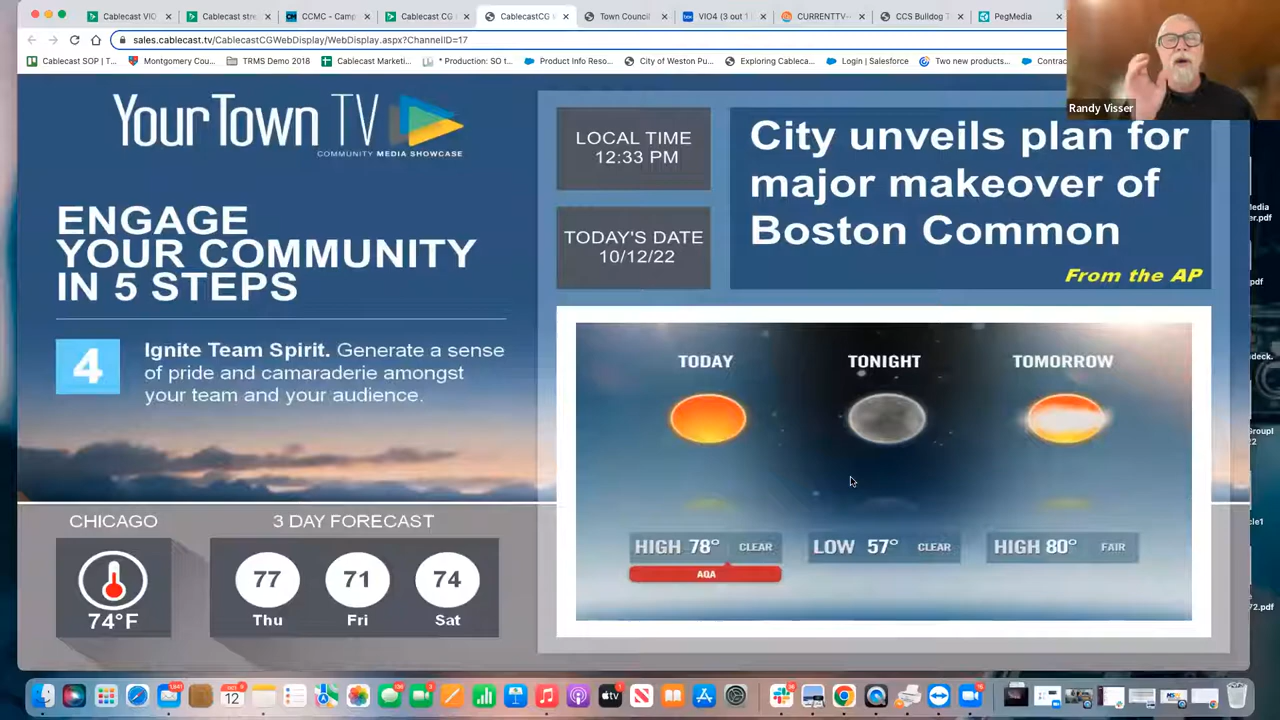 Cablecast VIO
Cablecast stre
CCMC - Camp
Cablecast CG
CablecastCG W
Town Council
VIO4 (3 out 1
CURRENTTV-
CCS Bulldog T
PegMedia
sales.cablecast.tv/CablecastCGWebDisplay/WebDisplay.aspx?ChannelID=17
Cablecast SOP | T...
Montgomery Cou...
TRMS Demo 2018
Cablecast Marketi...
* Production: SO t...
Product Info Reso...
City of Weston Pu...
Exploring Cableca...
Login | Salesforce
Two new products...
Contrac
Randy Visser
YourTown TV
COMMUNITY MEDIA SHOWCASE
ENGAGE
YOUR COMMUNITY
IN 5 STEPS
4
Ignite Team Spirit. Generate a sense
of pride and camaraderie amongst
your team and your audience.
LOCAL TIME
12:33 PM
TODAY'S DATE
10/12/22
City unveils plan for
major makeover of
Boston Common
From the AP
TODAY
TONIGHT
TOMORROW
HIGH 78° CLEAR
AQA
LOW 57° CLEAR
HIGH 80° FAIR
CHICAGO
74°F
3 DAY FORECAST
77
71
74
Thu
Fri
Sat
OCT
12